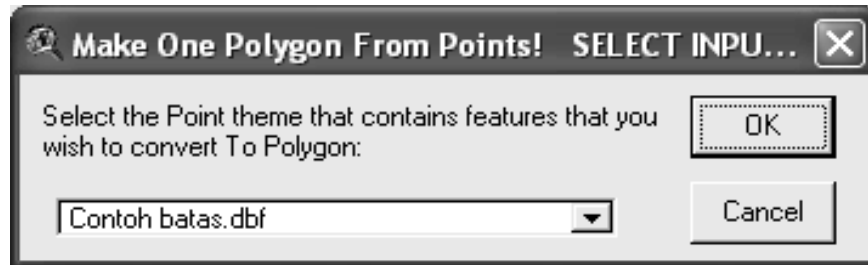 Make One Polygon From Points! SELECT INPU...
Select the Point theme that contains features that you
wish to convert To Polygon:
OK
Contoh batas.dbf
Cancel